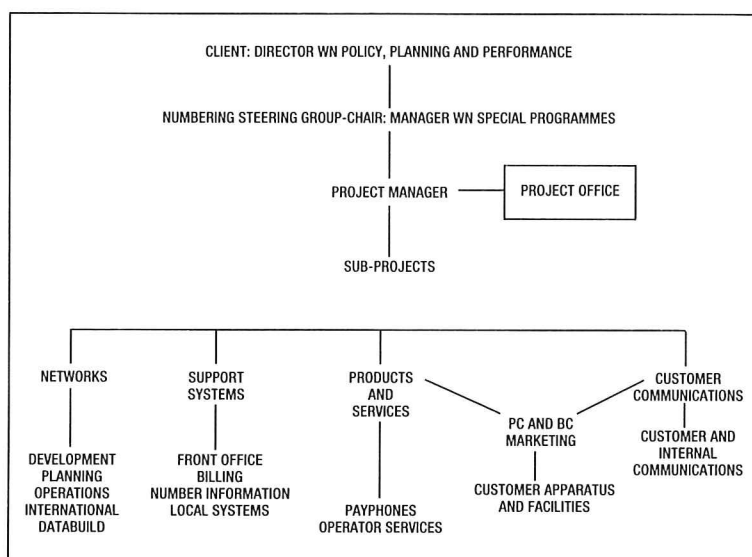 CLIENT: DIRECTOR WN POLICY, PLANNING AND PERFORMANCE
NUMBERING STEERING GROUP-CHAIR: MANAGER WN SPECIAL PROGRAMMES
PROJECT MANAGER
PROJECT OFFICE
SUB-PROJECTS
NETWORKS
DEVELOPMENT
PLANNING
OPERATIONS
INTERNATIONAL
DATABUILD
SUPPORT
SYSTEMS
FRONT OFFICE
BILLING
NUMBER INFORMATION
LOCAL SYSTEMS
PRODUCTS
AND
SERVICES
PAYPHONES
OPERATOR SERVICES
PC AND BC
MARKETING
CUSTOMER APPARATUS
AND FACILITIES
CUSTOMER
COMMUNICATIONS
CUSTOMER AND
INTERNAL
COMMUNICATIONS